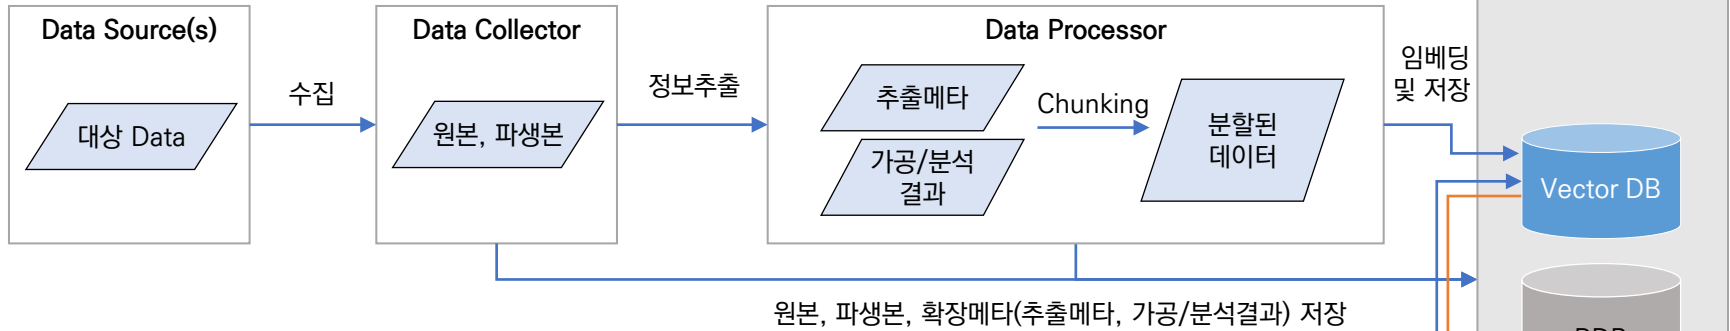 Data Source(s)
대상 Data
수집
Data Collector
원본, 파생본
정보추출
Data Processor
추출메타
가공/분석
결과
Chunking
분할된
데이터
임베딩
및 저장
Vector DB
원본, 파생본, 확장메타(추출메타, 가공/분석결과) 저장